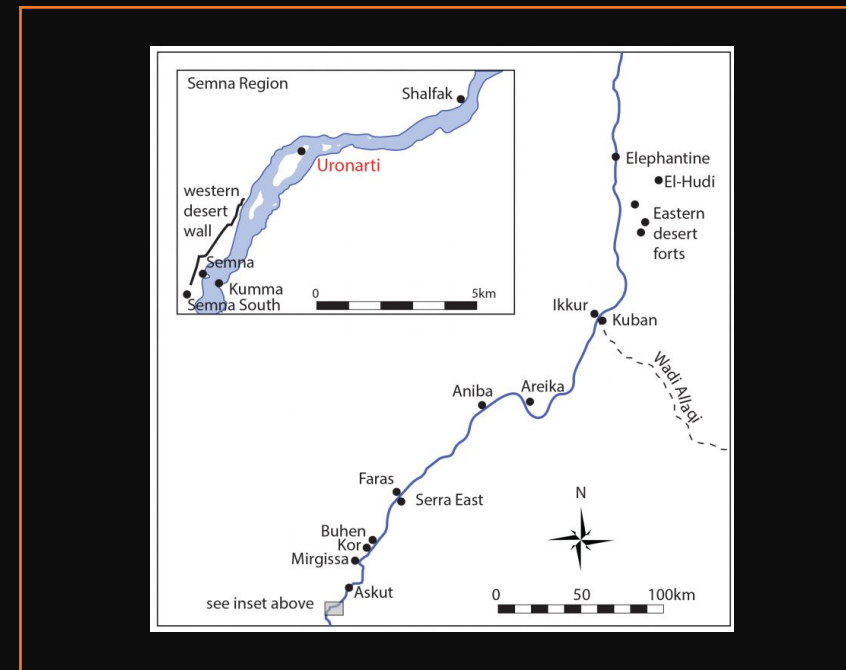 Semna Region
Shalfak
Uronarti
western
desert
wall
Semna
Kumma
Semna South
0 5km
Elephantine
El-Hudi
Eastern
desert
forts
Ikkur
Kuban
Wadi Allaqi
Aniba
Areika
Faras
Serra East
Buhen
Kor
Mirgissa
Askut
see inset above
N
0 50 100km